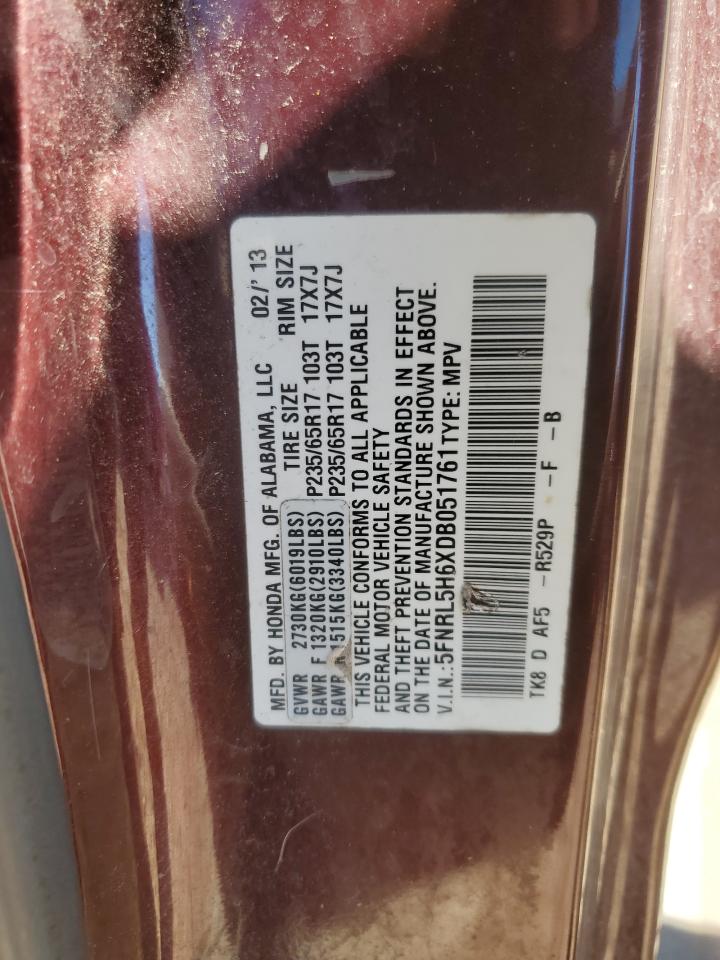 MFD. BY HONDA MFG. OF ALABAMA, LLC 02/'13
GVWR 2730KG(6019LBS) TIRE SIZE RIM SIZE
GAWR F 1320KG(2910LBS) P235/65R17 103T 17X7J
GAWR R 1515KG(3340LBS) P235/65R17 103T 17X7J
THIS VEHICLE CONFORMS TO ALL APPLICABLE
FEDERAL MOTOR VEHICLE SAFETY
AND THEFT PREVENTION STANDARDS IN EFFECT
ON THE DATE OF MANUFACTURE SHOWN ABOVE.
V.I.N.:5FNRL5H6XDB051761 TYPE: MPV
TK8 D AF5 -R529P -F -B